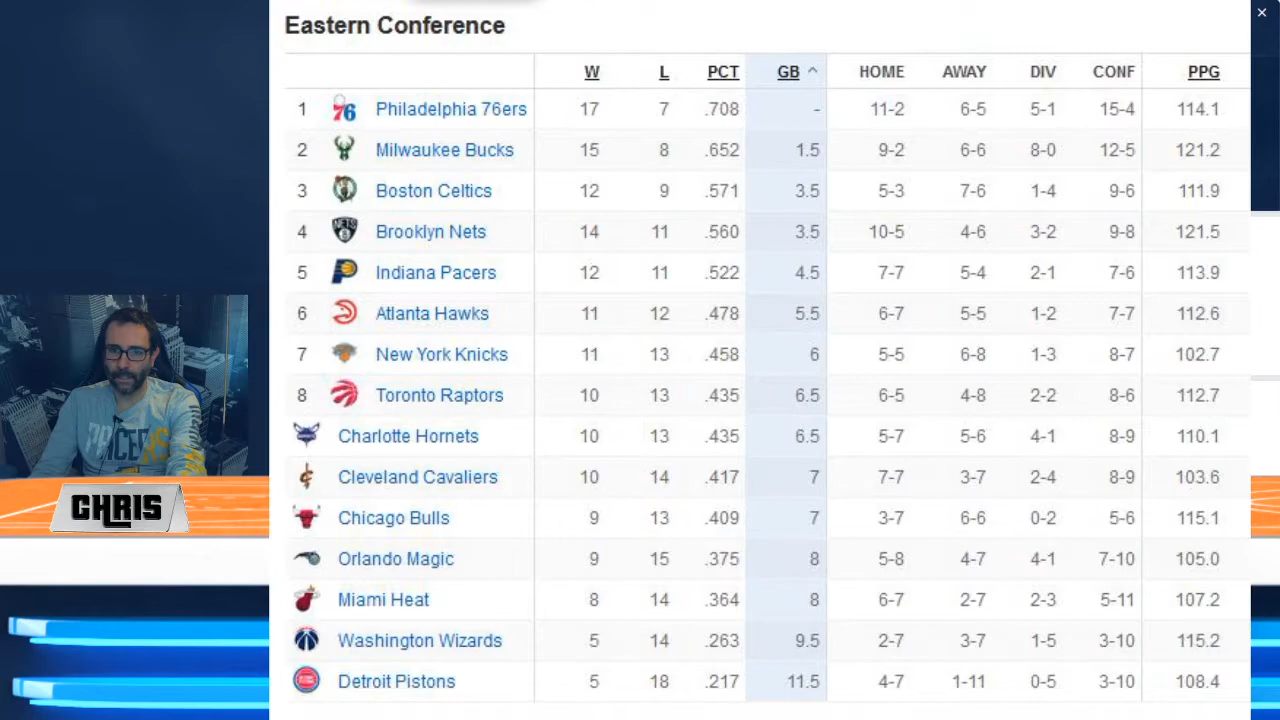 Eastern Conference
W L PCT GB ^ HOME AWAY DIV CONF PPG
1 76 Philadelphia 76ers 17 7 .708 - 11-2 6-5 5-1 15-4 114.1
2 Milwaukee Bucks 15 8 .652 1.5 9-2 6-6 8-0 12-5 121.2
3 Boston Celtics 12 9 .571 3.5 5-3 7-6 1-4 9-6 111.9
4 NETS Brooklyn Nets 14 11 .560 3.5 10-5 4-6 3-2 9-8 121.5
5 Indiana Pacers 12 11 .522 4.5 7-7 5-4 2-1 7-6 113.9
6 Atlanta Hawks 11 12 .478 5.5 6-7 5-5 1-2 7-7 112.6
7 New York Knicks 11 13 .458 6 5-5 6-8 1-3 8-7 102.7
8 Toronto Raptors 10 13 .435 6.5 6-5 4-8 2-2 8-6 112.7
Charlotte Hornets 10 13 .435 6.5 5-7 5-6 4-1 8-9 110.1
Cleveland Cavaliers 10 14 .417 7 7-7 3-7 2-4 8-9 103.6
Chicago Bulls 9 13 .409 7 3-7 6-6 0-2 5-6 115.1
Orlando Magic 9 15 .375 8 5-8 4-7 4-1 7-10 105.0
Miami Heat 8 14 .364 8 6-7 2-7 2-3 5-11 107.2
Washington Wizards 5 14 .263 9.5 2-7 3-7 1-5 3-10 115.2
Detroit Pistons 5 18 .217 11.5 4-7 1-11 0-5 3-10 108.4
PACERS
CHRIS
×